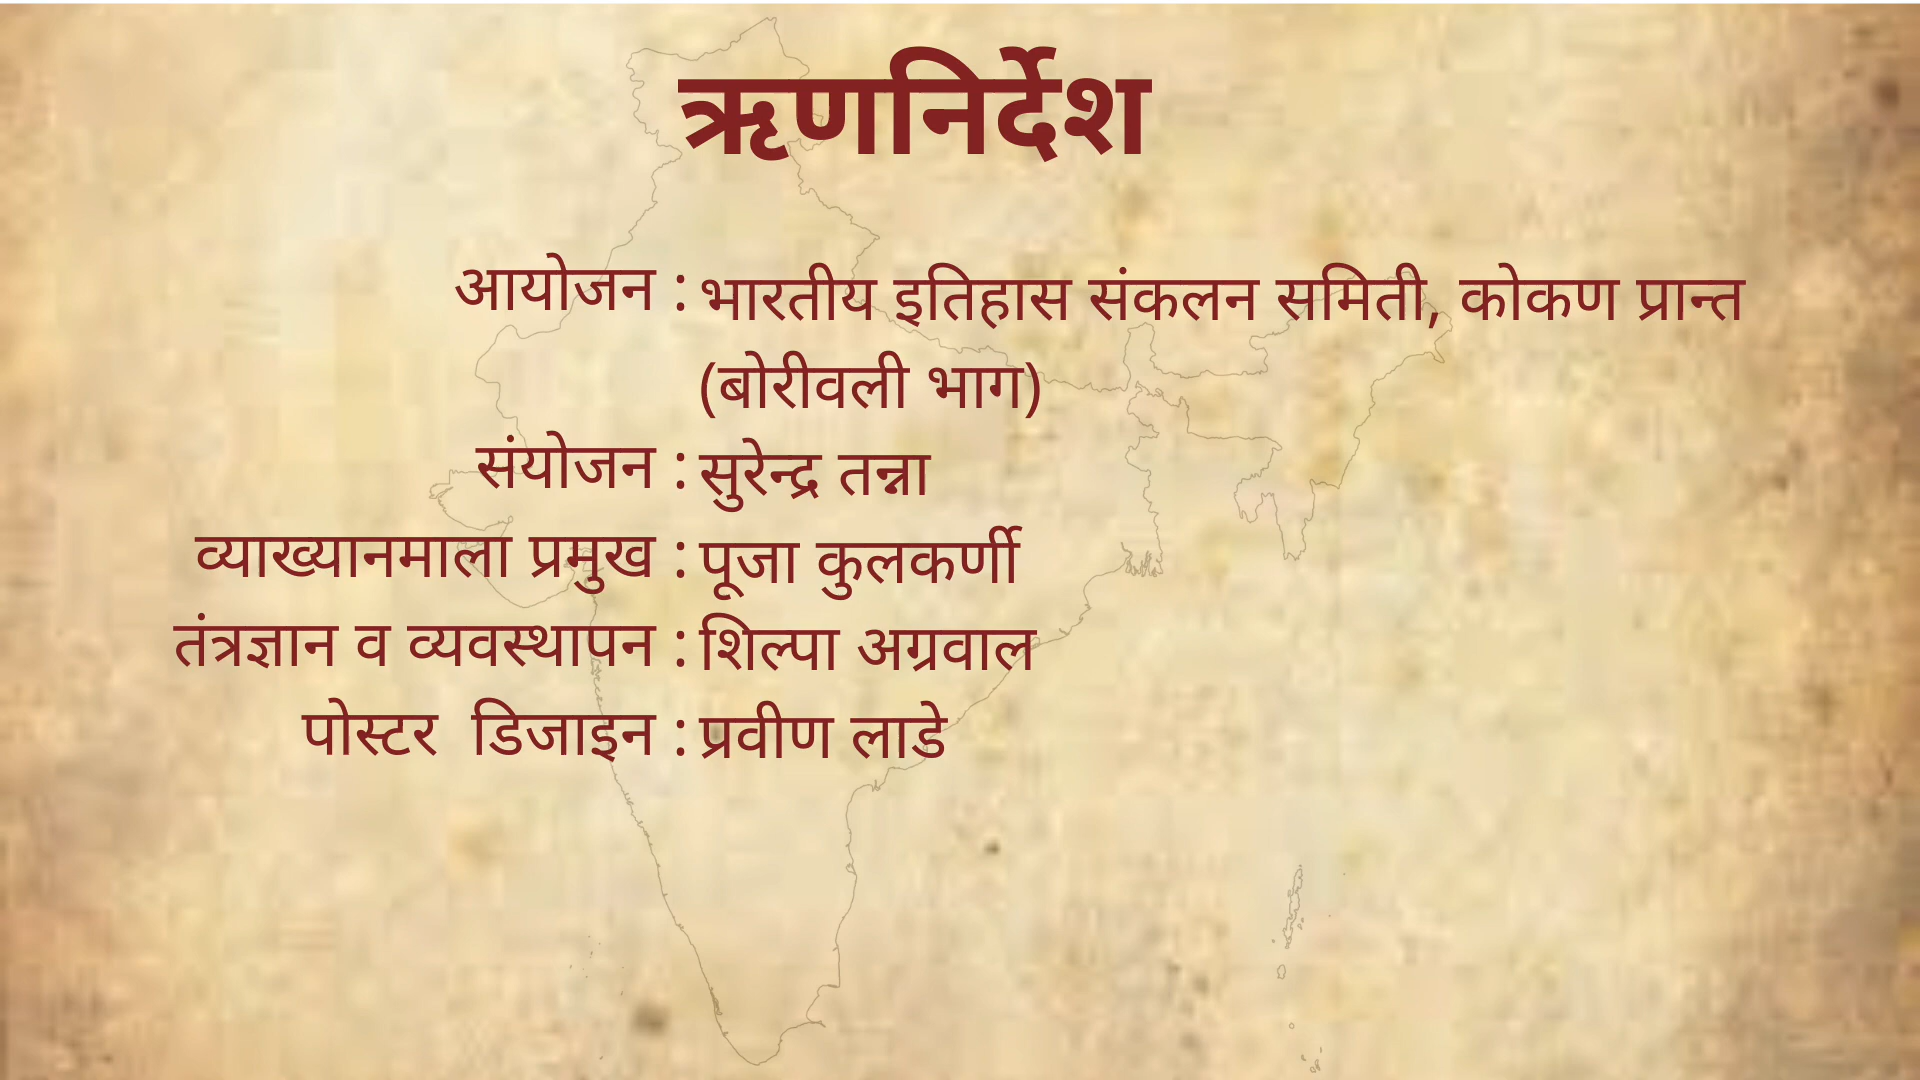 ऋणनिर्देश
आयोजन : भारतीय इतिहास संकलन समिती, कोकण प्रान्त
(बोरीवली भाग)
संयोजन : सुरेन्द्र तन्ना
व्याख्यानमाला प्रमुख : पूजा कुलकर्णी
तंत्रज्ञान व व्यवस्थापन : शिल्पा अग्रवाल
पोस्टर डिजाइन : प्रवीण लाडे